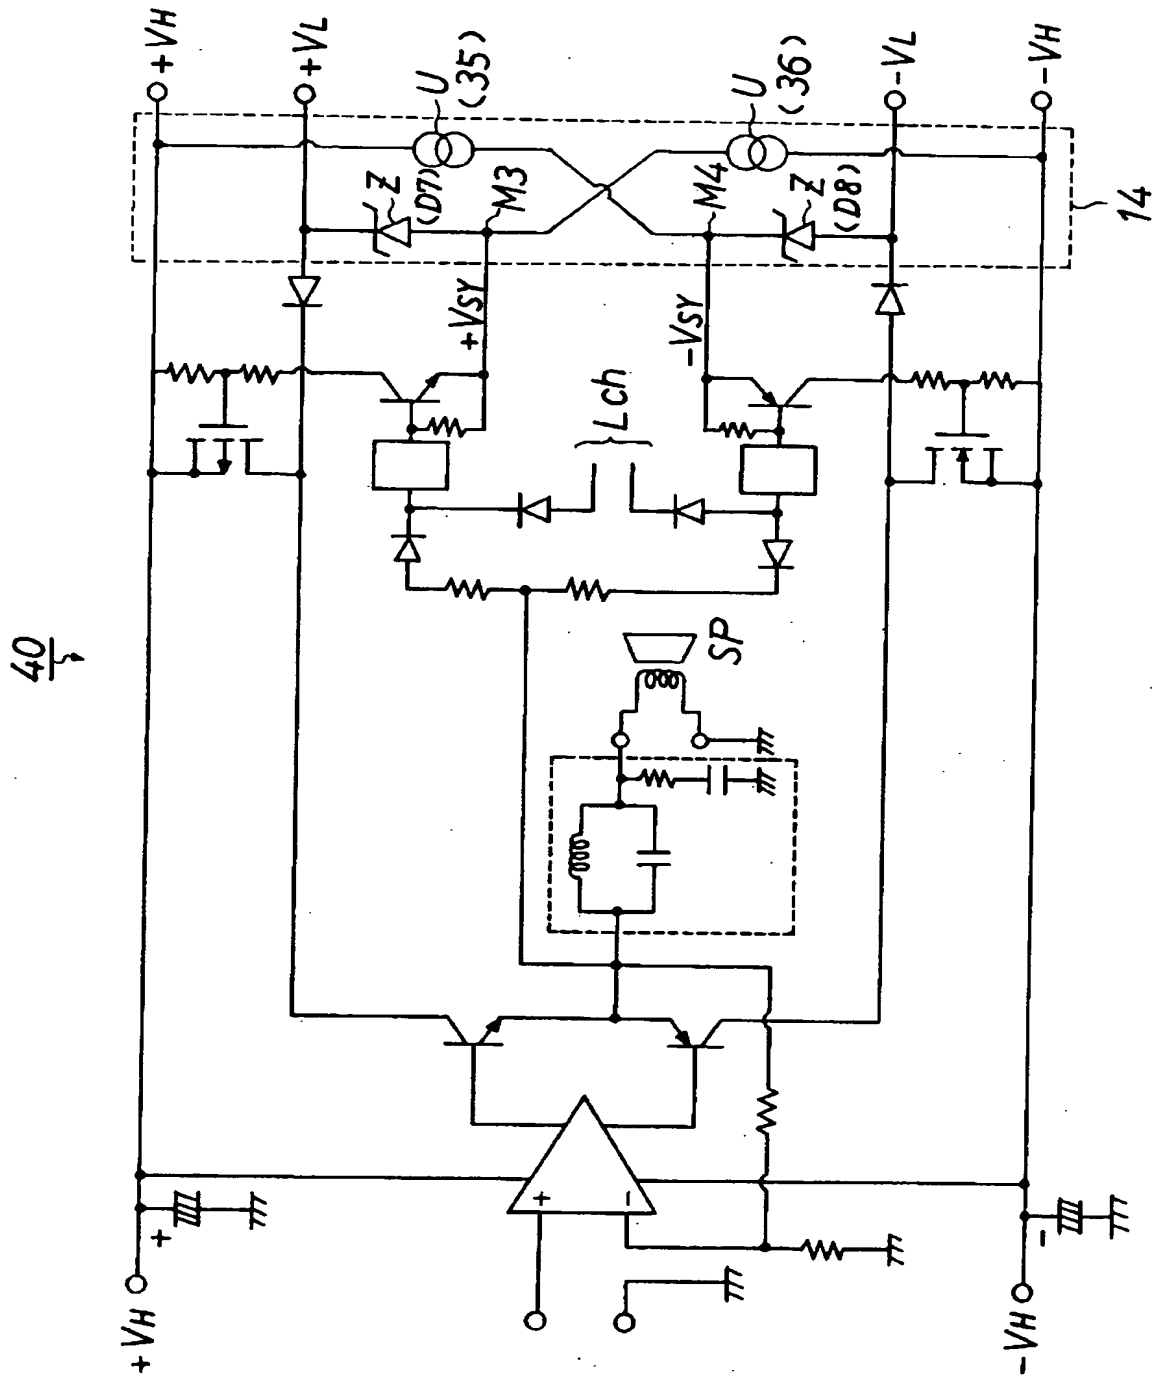 40
+VH
+VL
-VL
-VH
U
(35)
U
(36)
Z
(D7)
M3
M4
Z
(D8)
14
+VSY
-VSY
Lch
SP
+
-
+
-
+VH
-VH